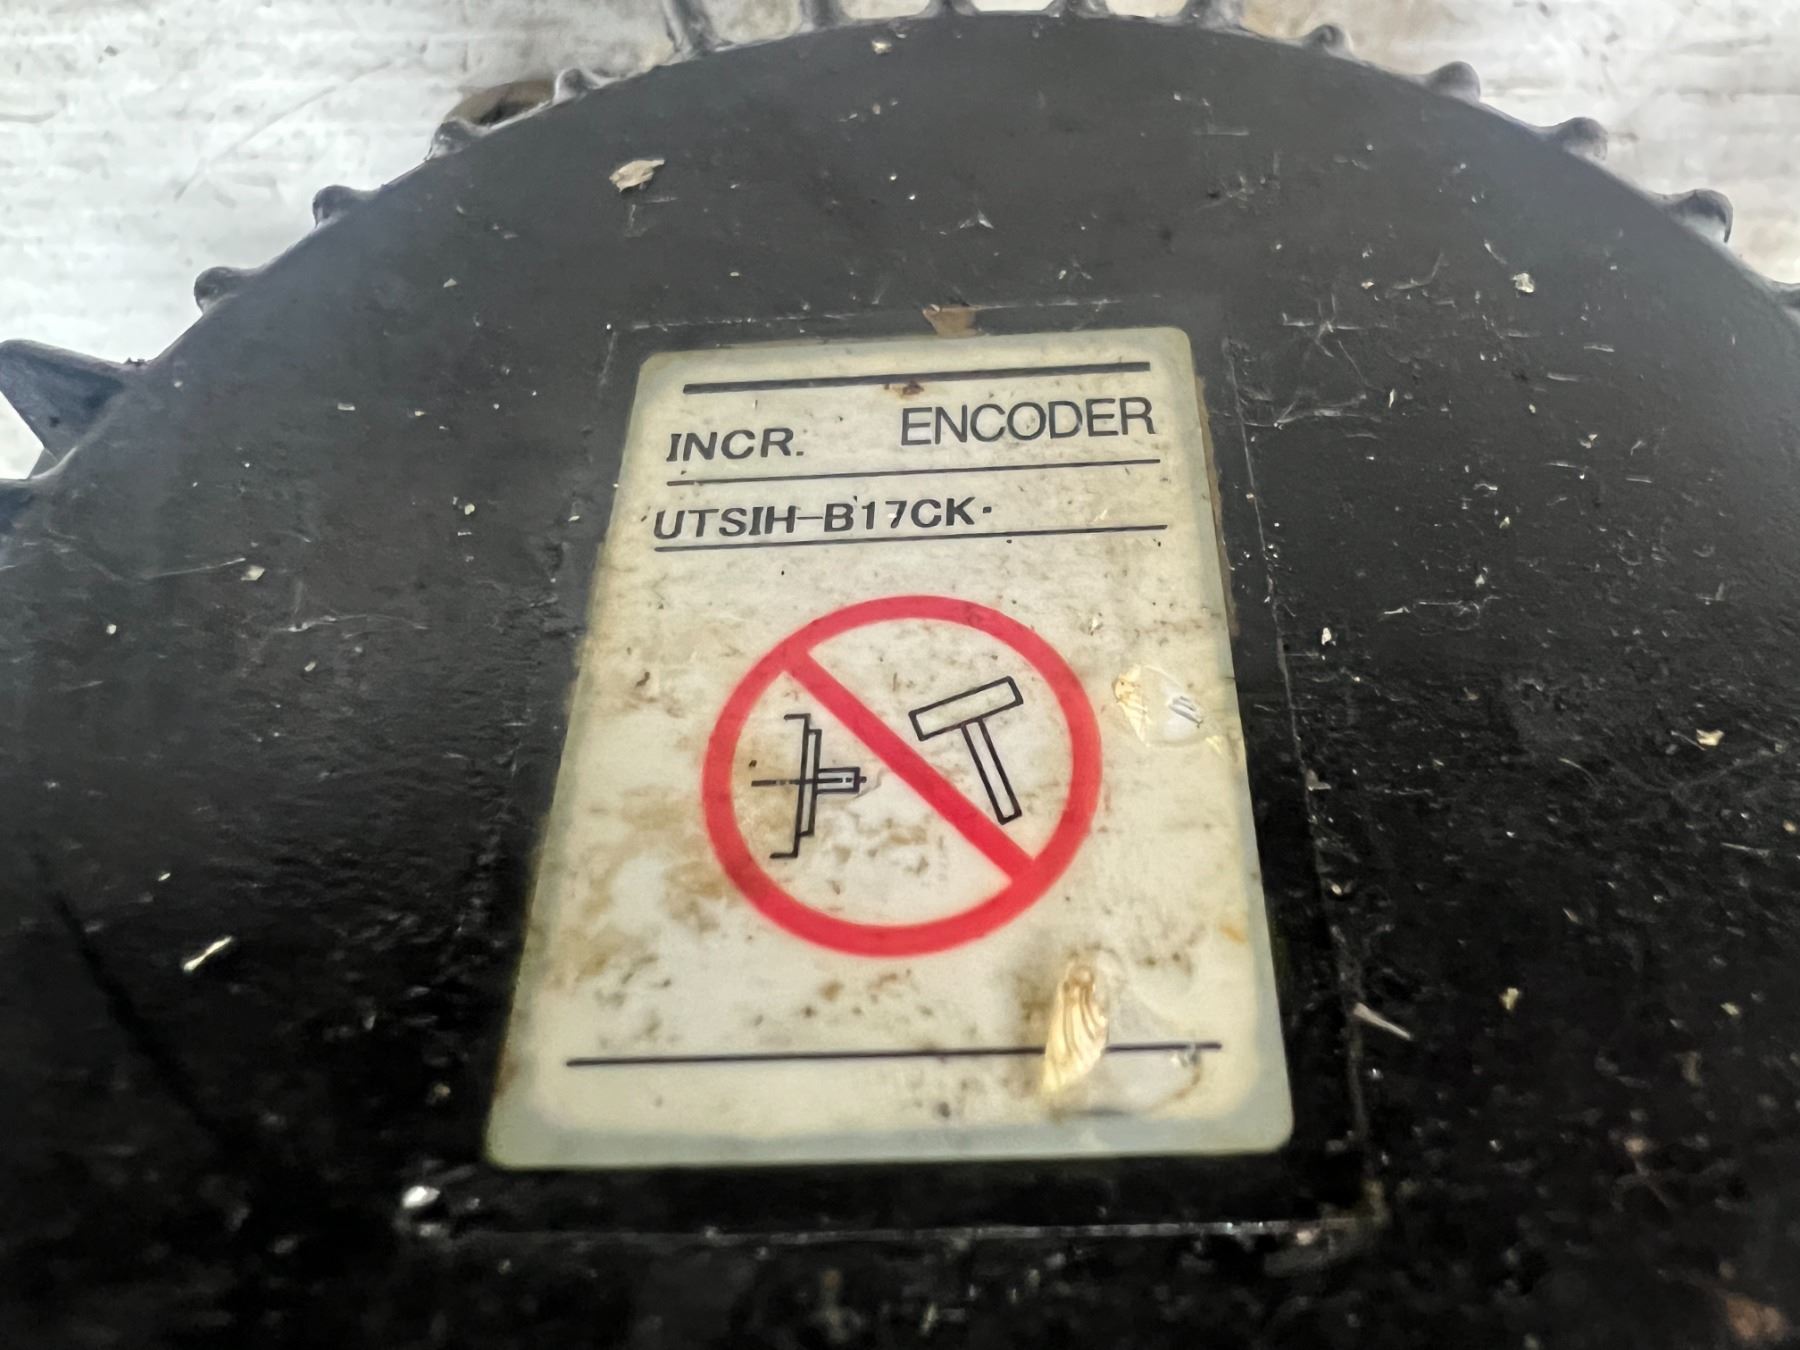 INCR. ENCODER
UTSIH-B17CK